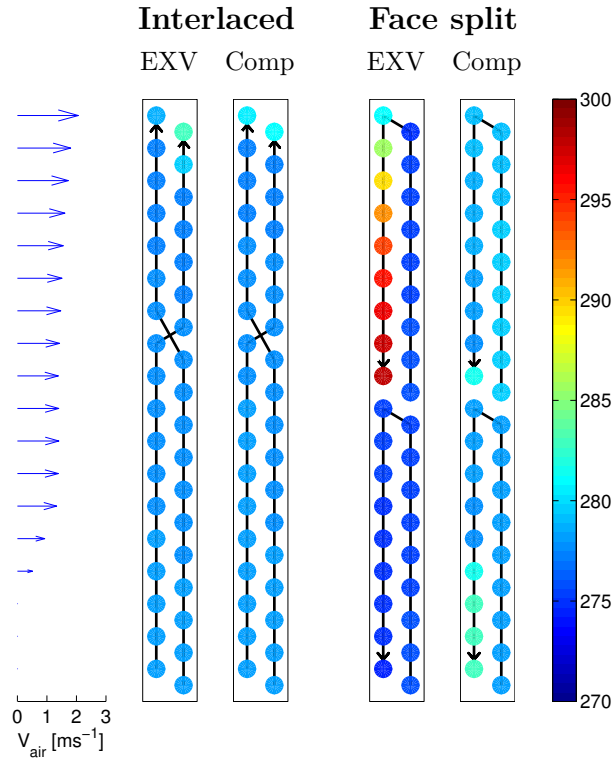 Interlaced Face split
EXV Comp EXV Comp
300
295
290
285
280
275
270
0 1 2 3
V_air [ms⁻¹]